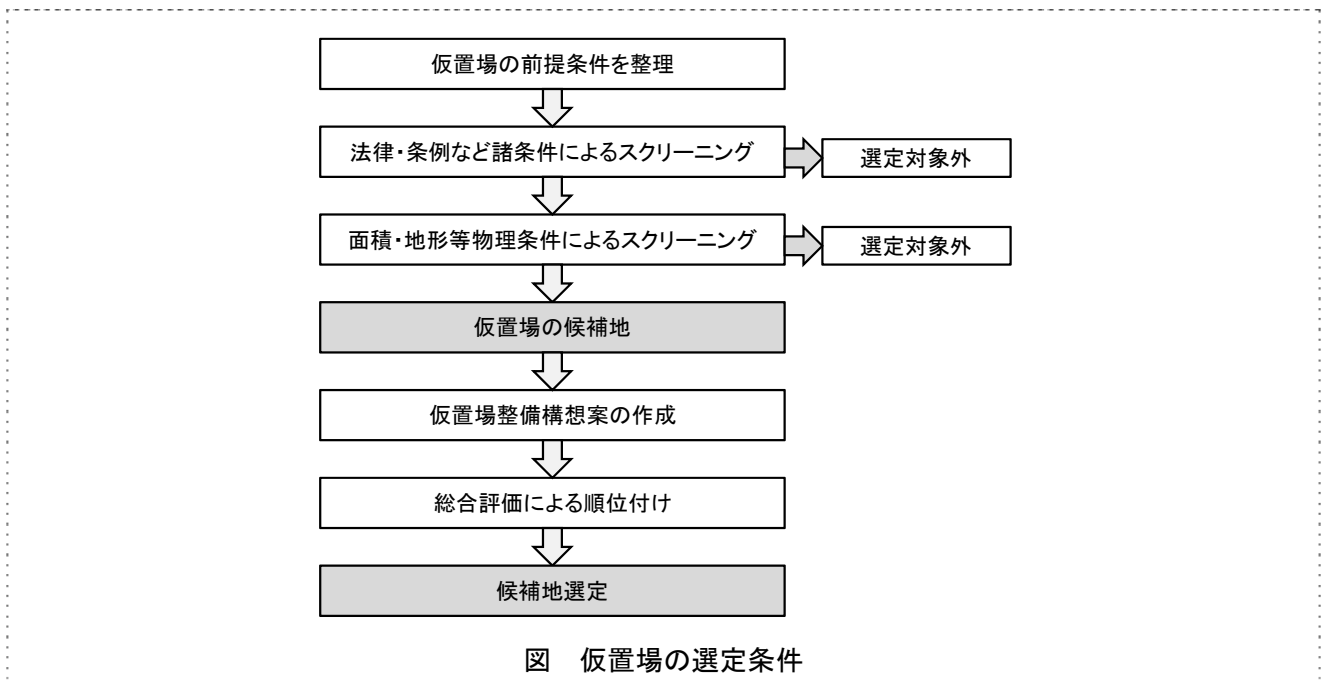 仮置場の前提条件を整理
法律・条例など諸条件によるスクリーニング
選定対象外
面積・地形等物理条件によるスクリーニング
選定対象外
仮置場の候補地
仮置場整備構想案の作成
総合評価による順位付け
候補地選定
図 仮置場の選定条件